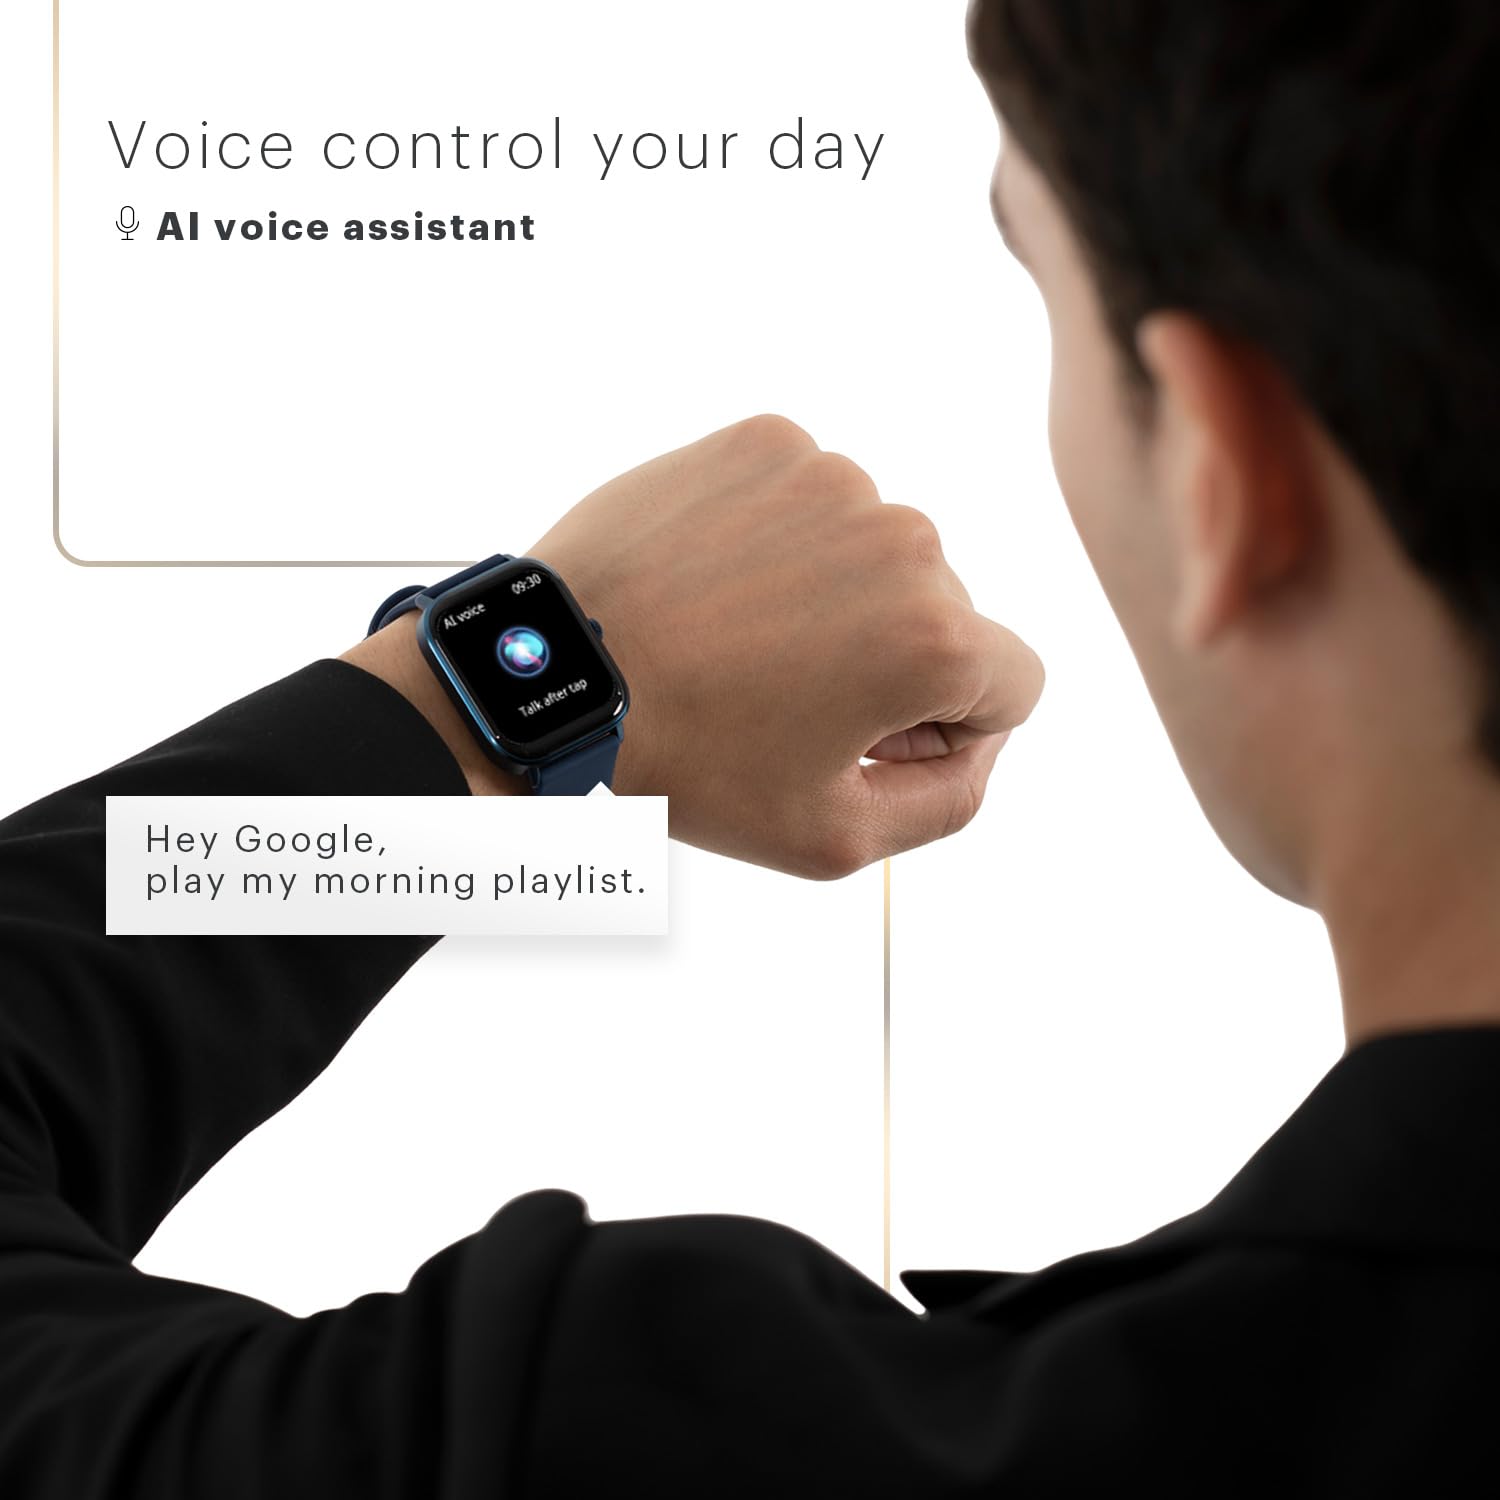 Voice control your day
AI voice assistant
09:30
AI voice
Talk after tap
Hey Google,
play my morning playlist.